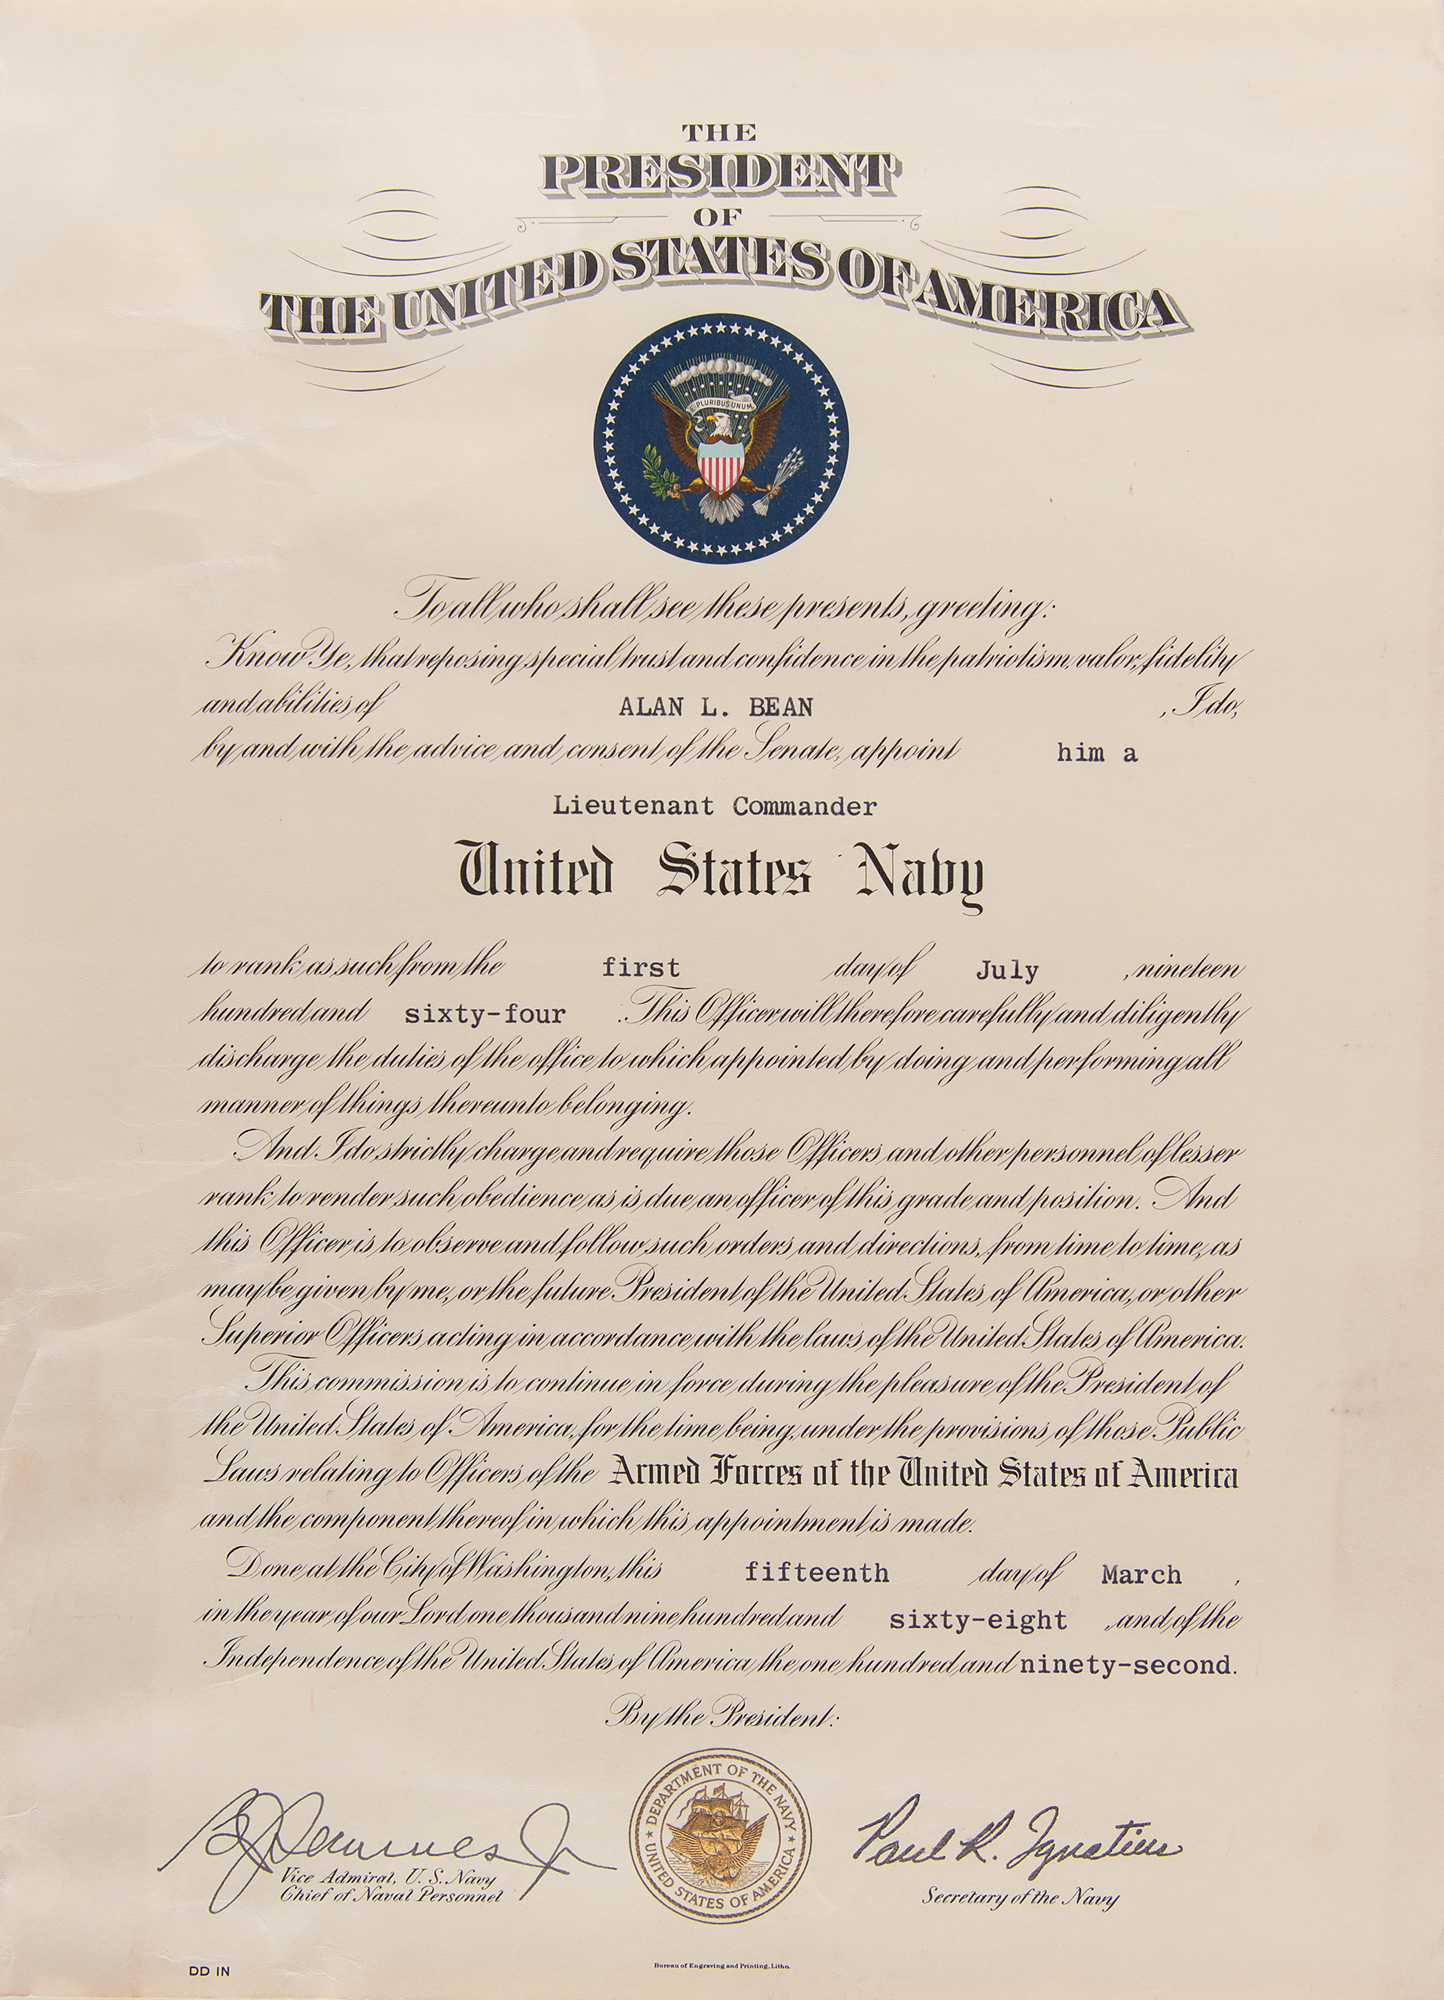 THE
PRESIDENT
OF
THE UNITED STATES OF AMERICA
E PLURIBUS UNUM
To all who shall see these presents, greeting:
Know Ye, that reposing special trust and confidence in the patriotism, valor, fidelity
and abilities of ALAN L. BEAN , I do,
by and with the advice and consent of the Senate, appoint him a
Lieutenant Commander
United States Navy
to rank as such from the first day of July , nineteen
hundred and sixty-four . This Officer will therefore carefully and diligently
discharge the duties of the office to which appointed by doing and performing all
manner of things thereunto belonging.
And I do strictly charge and require those Officers and other personnel of lesser
rank to render such obedience as is due an officer of this grade and position. And
this Officer is to observe and follow such orders and directions, from time to time, as
may be given by me, or the future President of the United States of America, or other
Superior Officers acting in accordance with the laws of the United States of America.
This commission is to continue in force during the pleasure of the President of
the United States of America, for the time being, under the provisions of those Public
Laws relating to Officers of the Armed Forces of the United States of America
and the component thereof in which this appointment is made.
Done at the City of Washington, this fifteenth day of March ,
in the year of our Lord one thousand nine hundred and sixty-eight , and of the
Independence of the United States of America the one hundred and ninety-second.
By the President:
DEPARTMENT OF THE NAVY
UNITED STATES OF AMERICA
Paul R. Ignatius
Vice Admiral, U. S. Navy
Chief of Naval Personnel
Secretary of the Navy
DD IN
Bureau of Engraving and Printing, Litho.